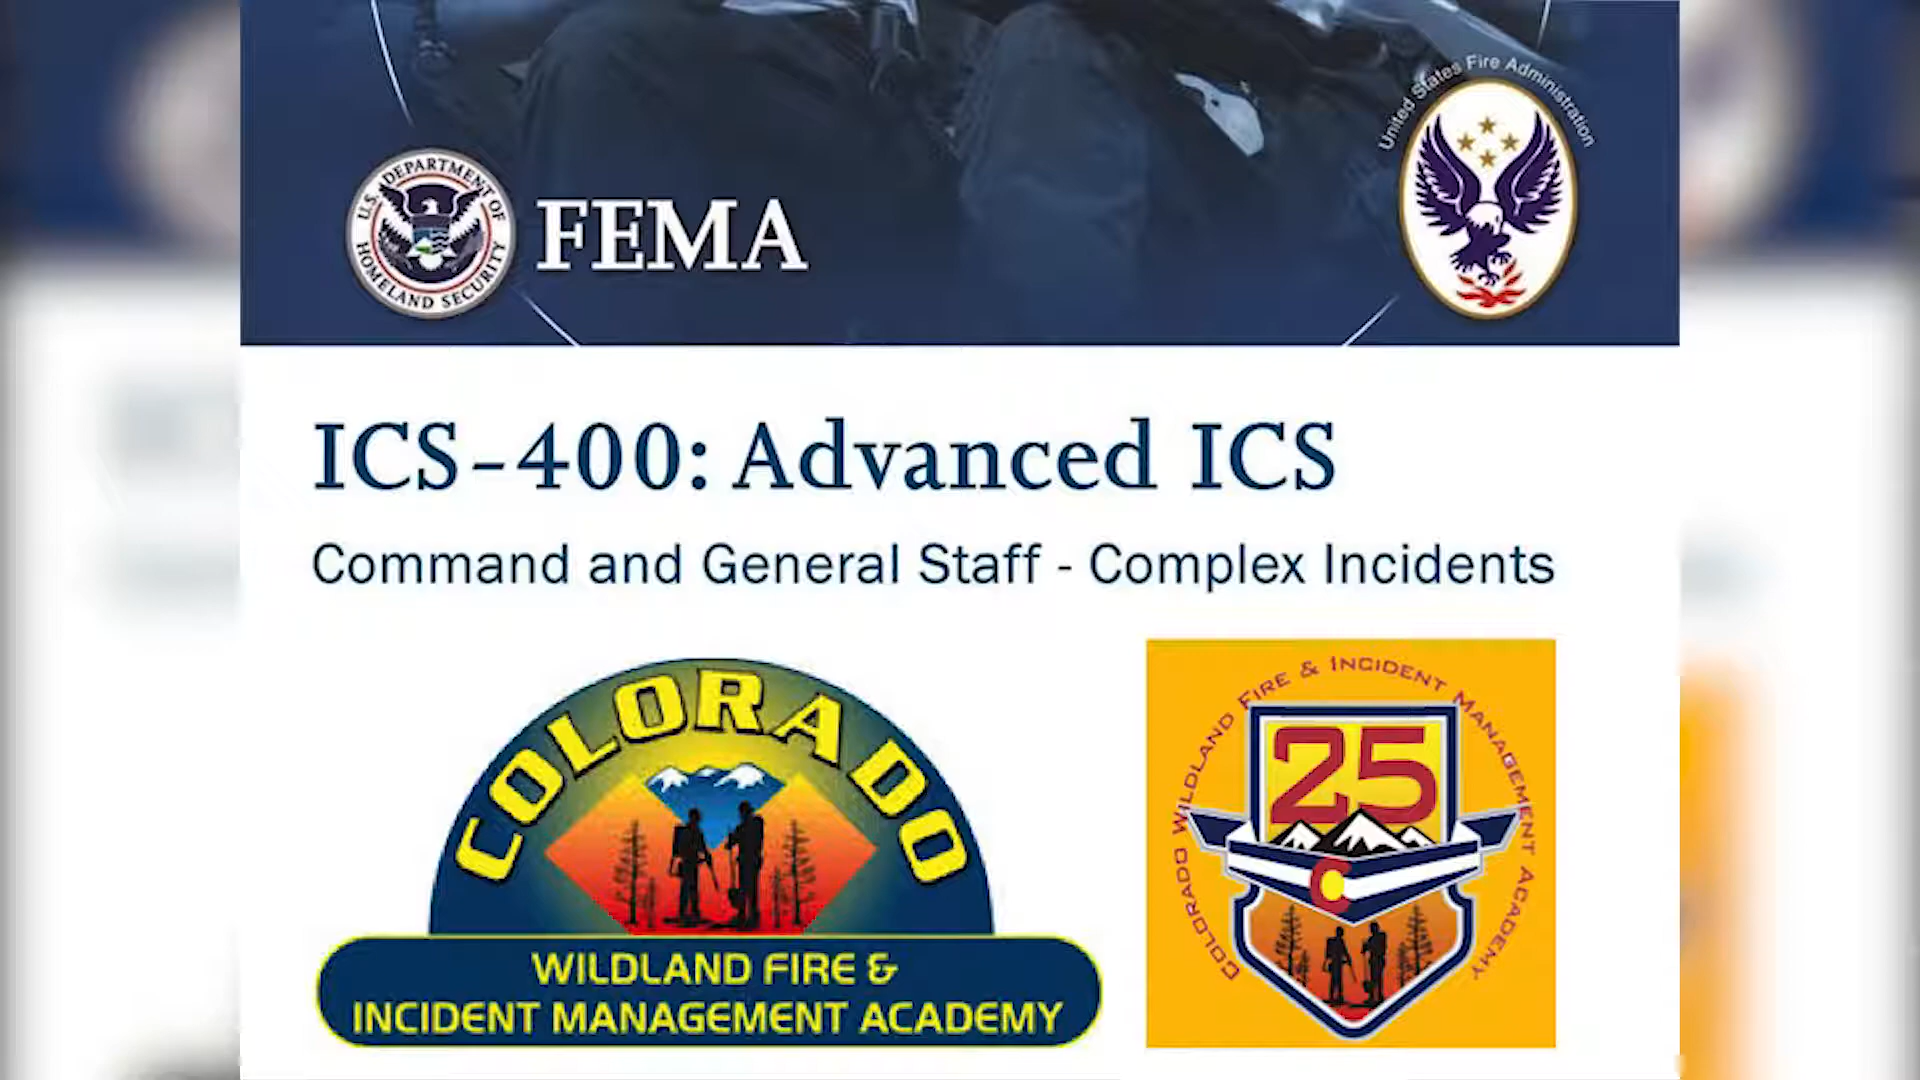 U.S. DEPARTMENT OF
HOMELAND SECURITY
FEMA
United States Fire Administration
ICS-400: Advanced ICS
Command and General Staff - Complex Incidents
COLORADO
WILDLAND FIRE &
INCIDENT MANAGEMENT ACADEMY
COLORADO WILDLAND FIRE & INCIDENT MANAGEMENT ACADEMY
25
C